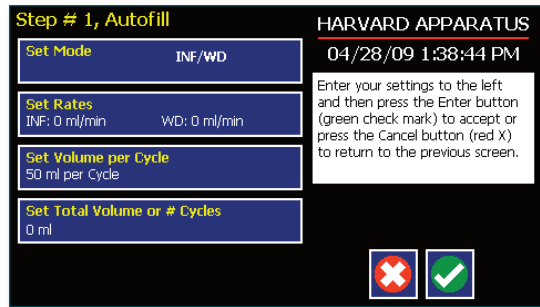 Step # 1, Autofill
Set Mode
INF/WD
Set Rates
INF: 0 ml/min WD: 0 ml/min
Set Volume per Cycle
50 ml per Cycle
Set Total Volume or # Cycles
0 ml
HARVARD APPARATUS
04/28/09 1:38:44 PM
Enter your settings to the left
and then press the Enter button
(green check mark) to accept or
press the Cancel button (red X)
to return to the previous screen.